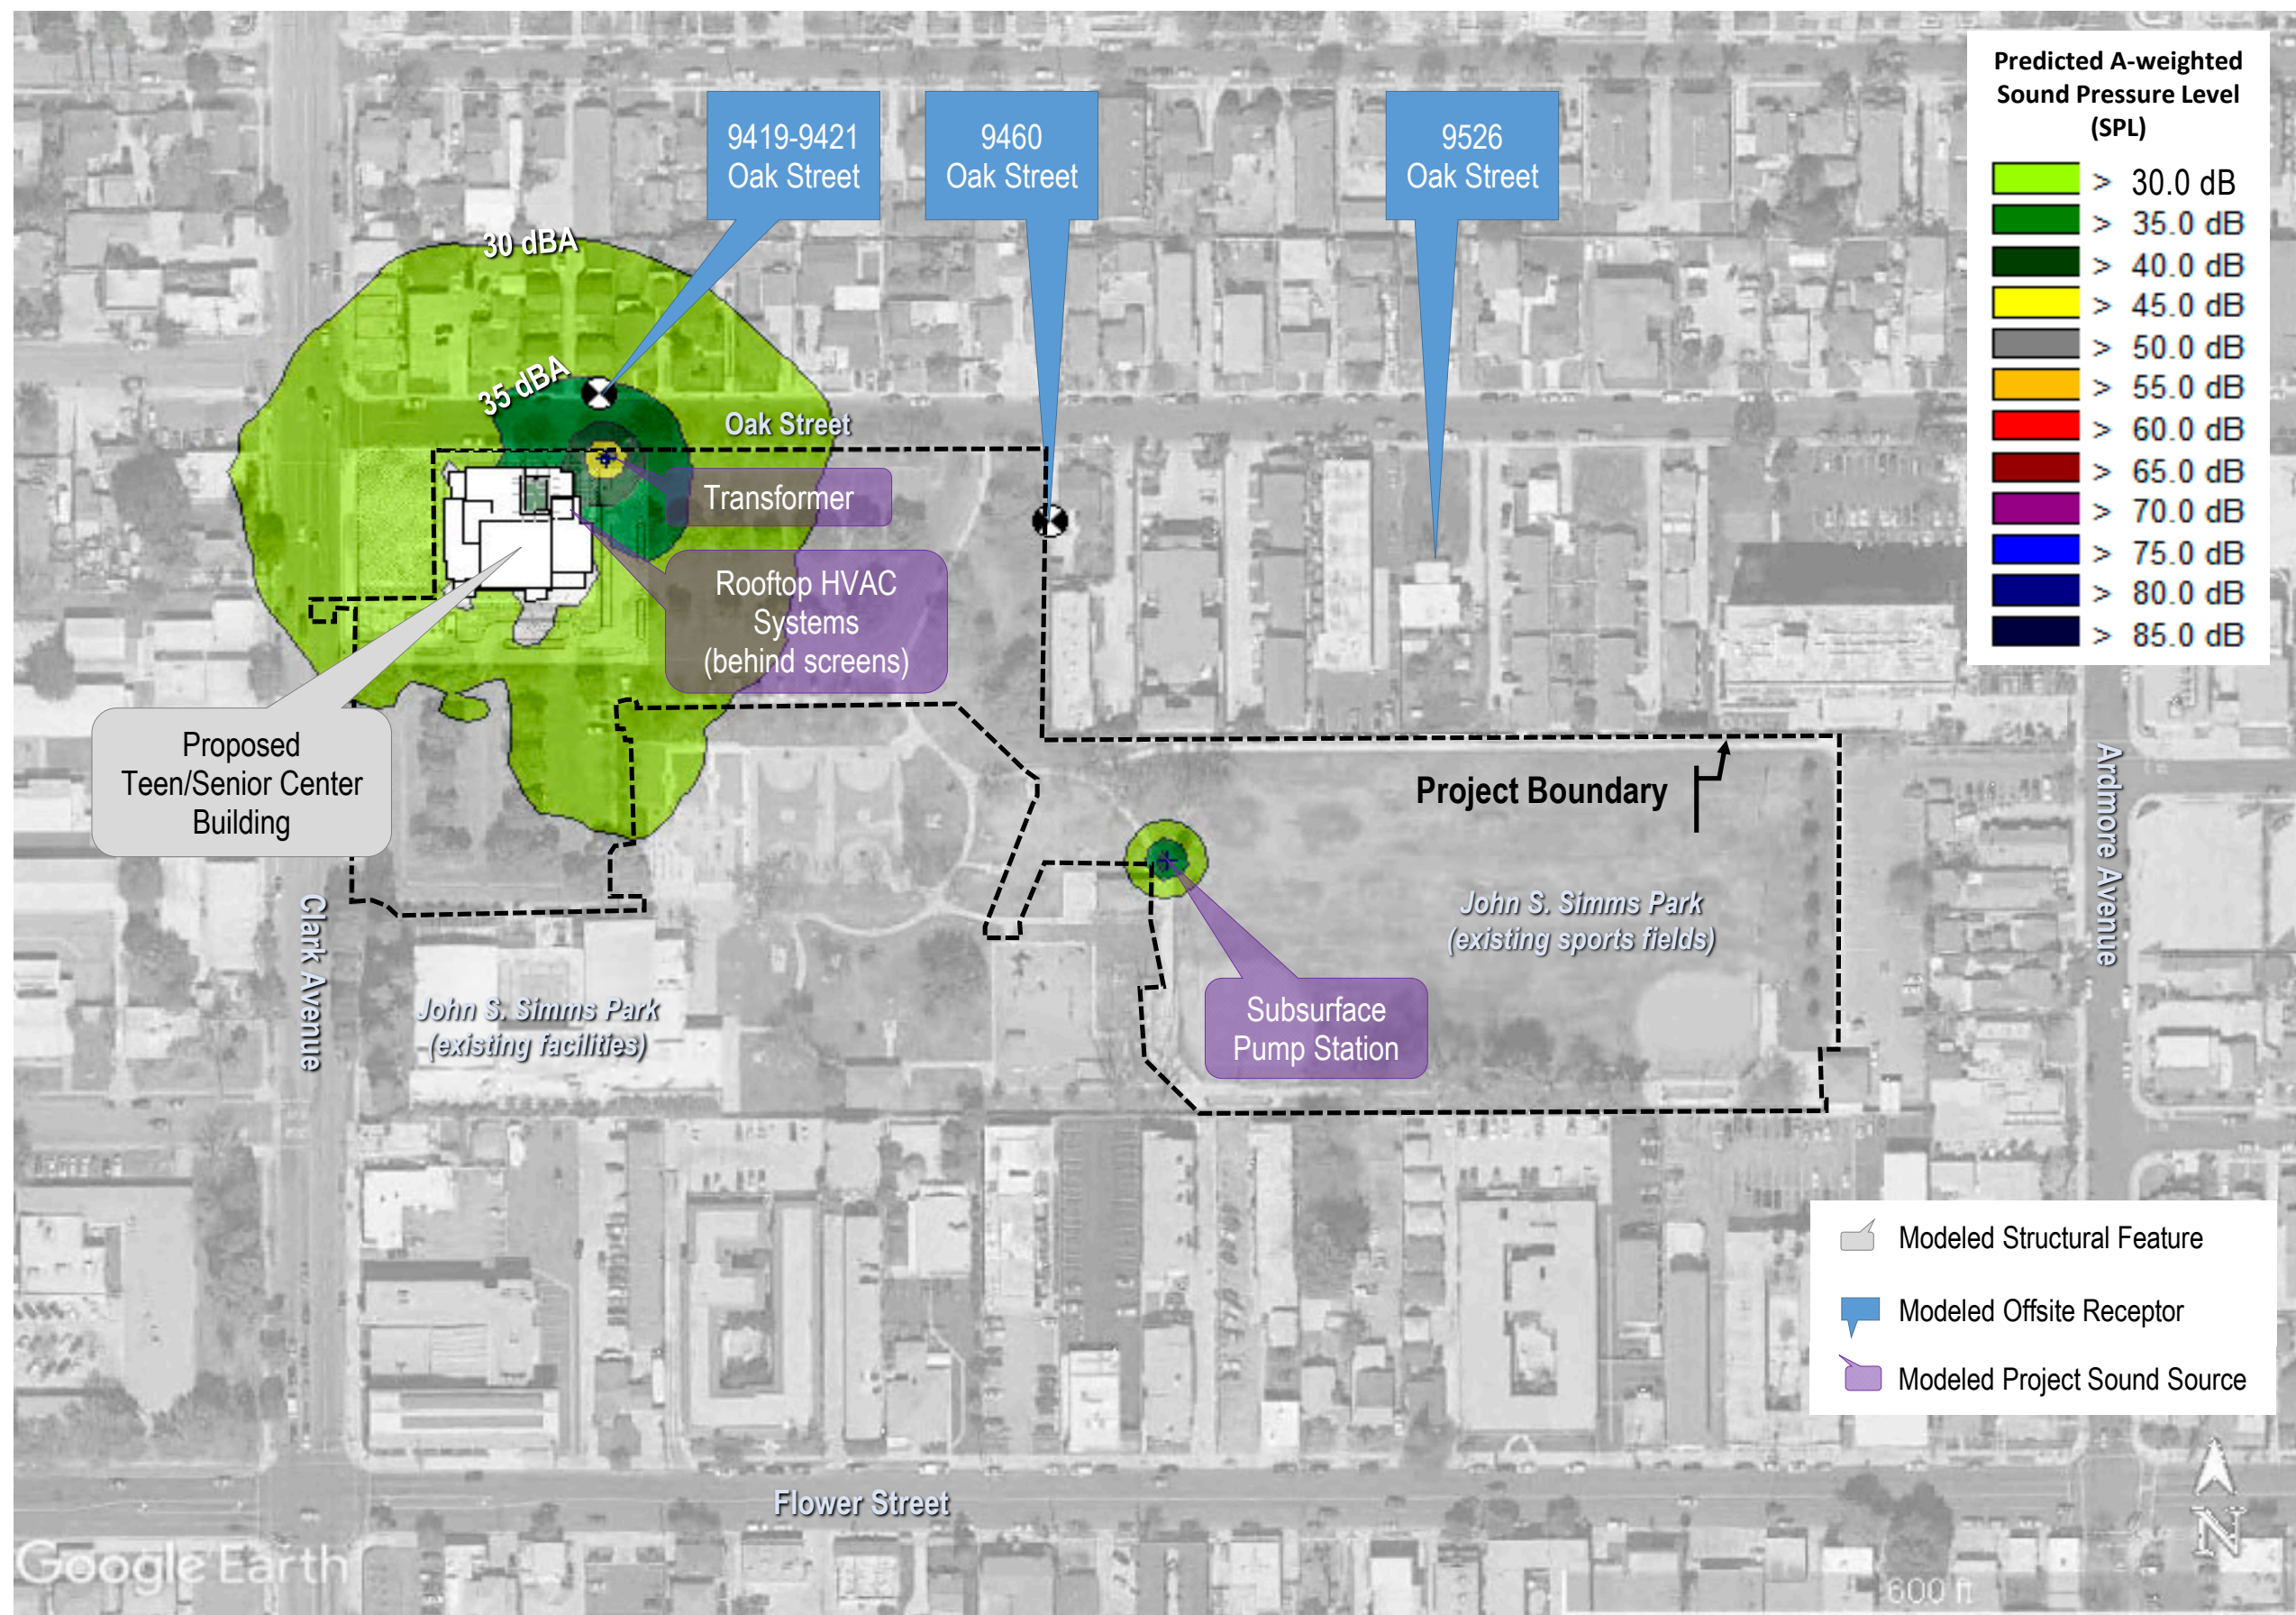 Predicted A-weighted
Sound Pressure Level
(SPL)
> 30.0 dB
> 35.0 dB
> 40.0 dB
> 45.0 dB
> 50.0 dB
> 55.0 dB
> 60.0 dB
> 65.0 dB
> 70.0 dB
> 75.0 dB
> 80.0 dB
> 85.0 dB
9419-9421
Oak Street
9460
Oak Street
9526
Oak Street
30 dBA
35 dBA
Oak Street
Transformer
Rooftop HVAC
Systems
(behind screens)
Proposed
Teen/Senior Center
Building
Project Boundary
Ardmore Avenue
Clark Avenue
John S. Simms Park
(existing sports fields)
John S. Simms Park
(existing facilities)
Subsurface
Pump Station
Modeled Structural Feature
Modeled Offsite Receptor
Modeled Project Sound Source
Flower Street
N
Google Earth
600 ft